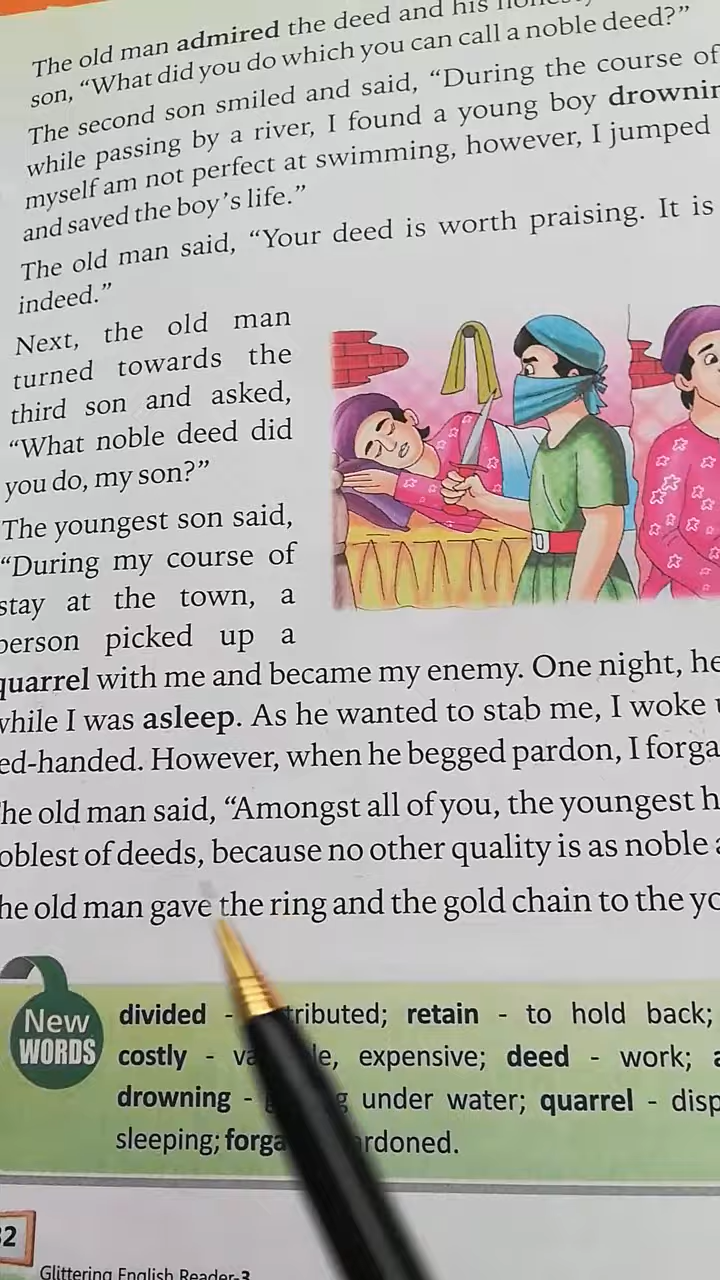 The old man admired the deed and his
son, “What did you do which you can call a noble deed?”
The second son smiled and said, “During the course of
while passing by a river, I found a young boy
myself am not perfect at swimming, however, I jumped
and saved the boy’s life.”
The old man said, “Your deed is worth praising. It is
indeed.”
Next, the old man
turned towards the
third son and asked,
“What noble deed did
you do, my son?”
The youngest son said,
“During my course of
stay at the town, a
person picked up a
quarrel with me and became my enemy. One night, he
while I was asleep. As he wanted to stab me, I woke
ed-handed. However, when he begged pardon, I forga
he old man said, “Amongst all of you, the youngest h
oblest of deeds, because no other quality is as noble
he old man gave the ring and the gold chain to the yo
New WORDS
divided - tributed; retain - to hold back;
costly - va le, expensive; deed - work;
drowning - g under water; quarrel - disp
sleeping; forga rdoned.
32
Glittering English Reader-3